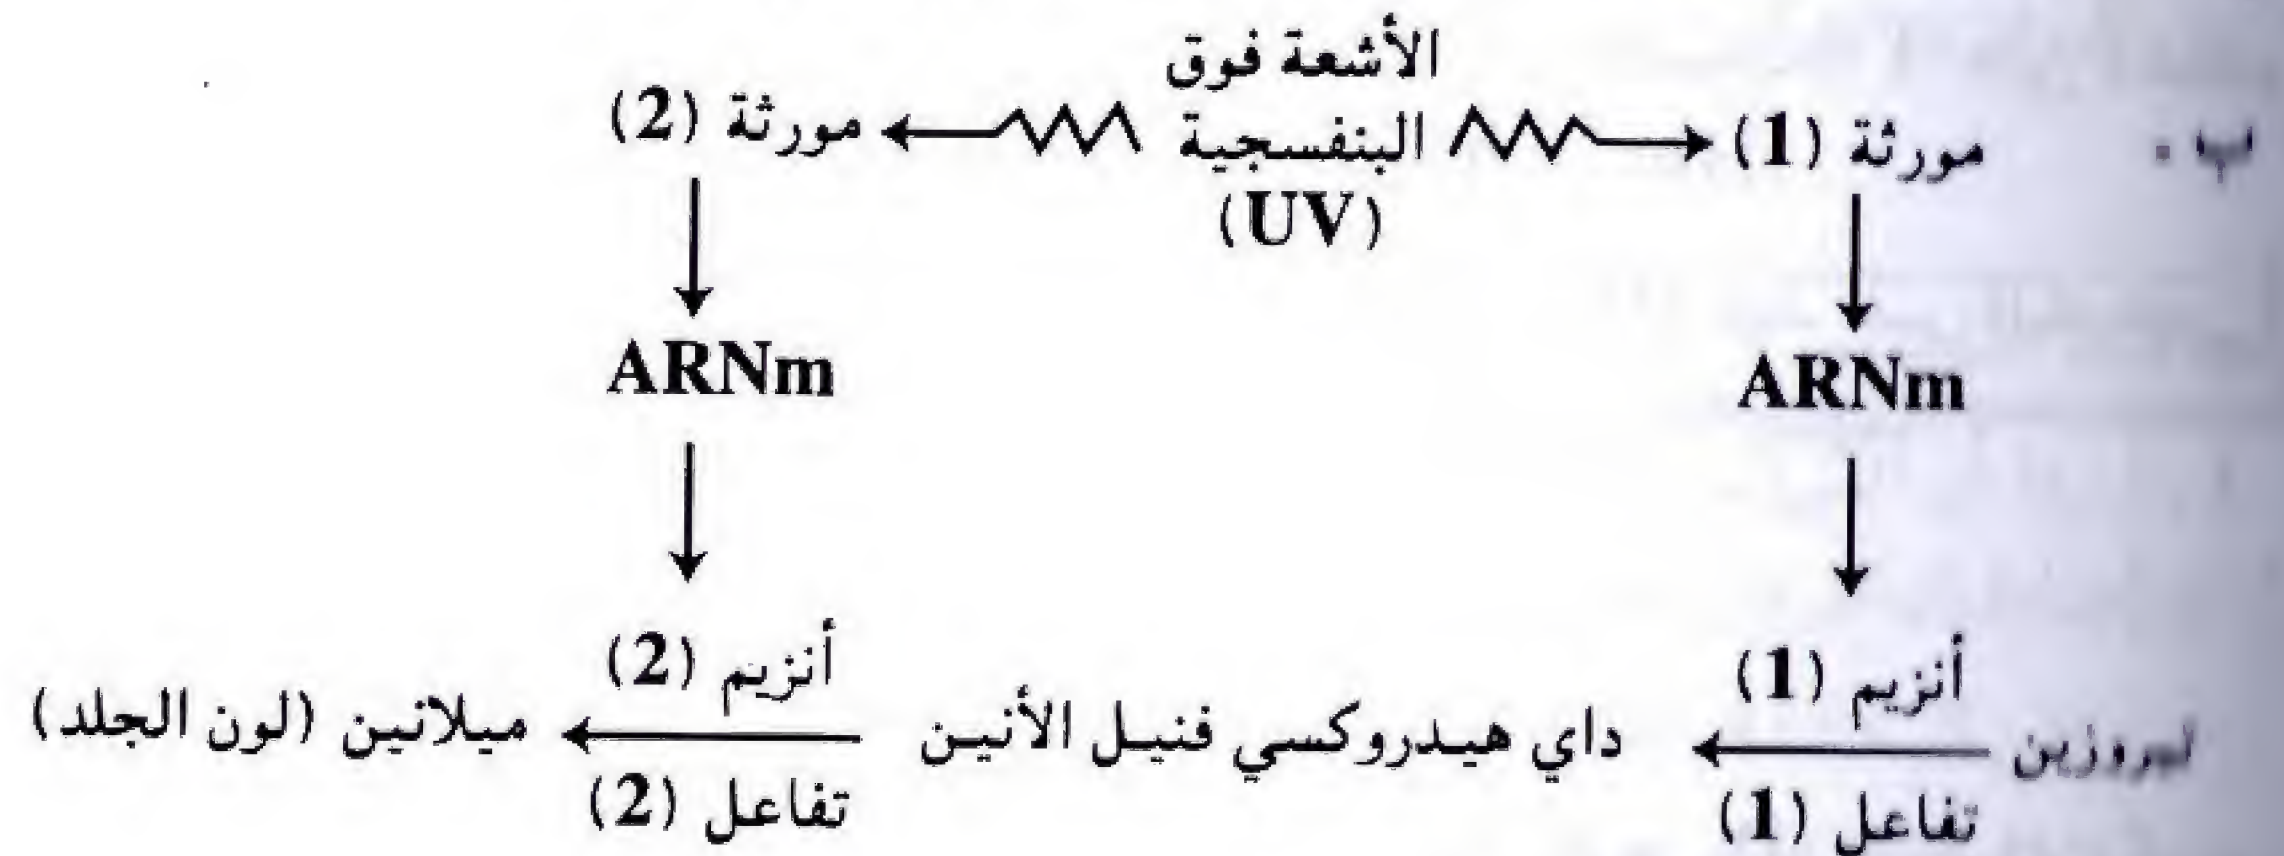 ب .
الأشعة فوق
مورثة (1) البنفسجية مورثة (2)
(UV)
ARNm ARNm
أنزيم (1) أنزيم (2)
تيروزين داي هيدروكسي فنيل الأنين ميلانين (لون الجلد)
تفاعل (1) تفاعل (2)